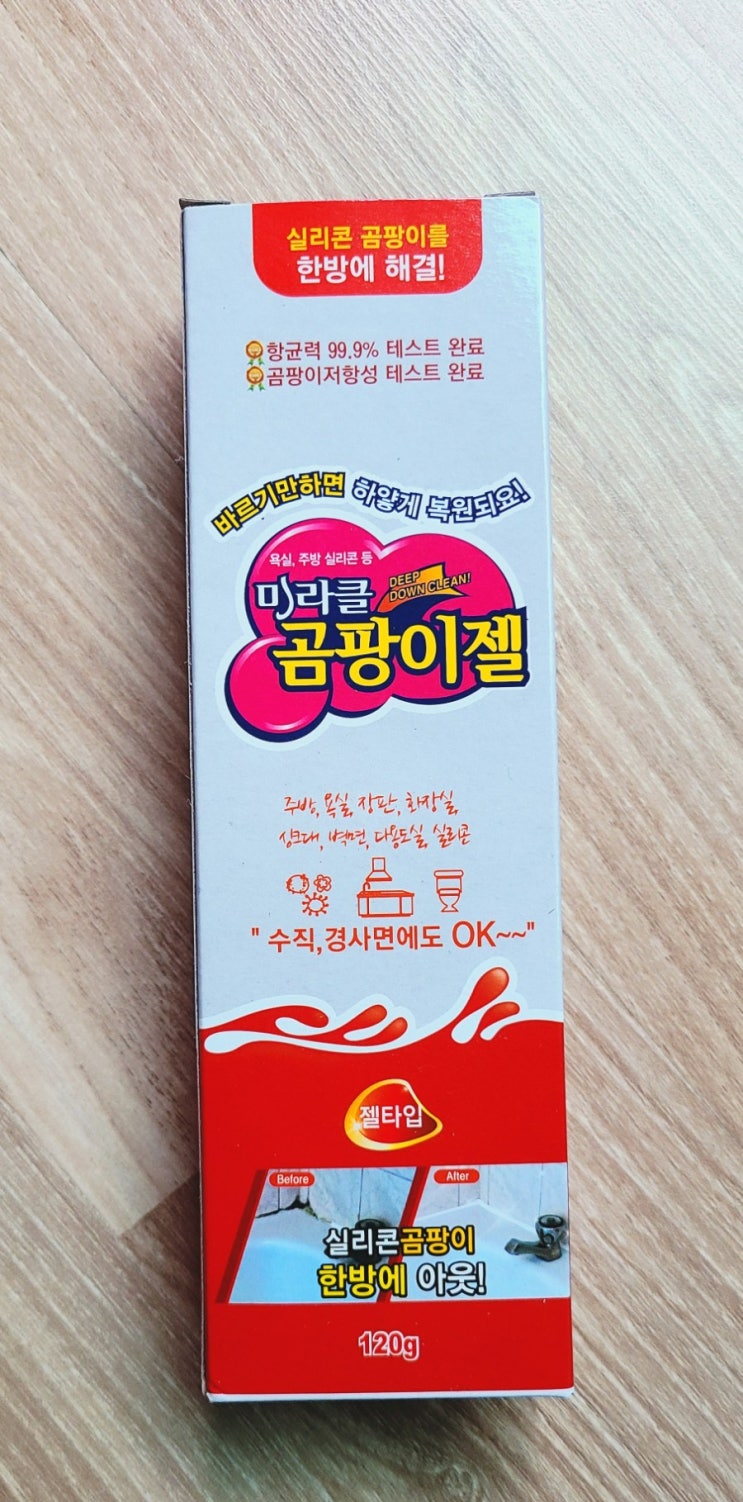 실리콘 곰팡이를
한방에 해결!
항균력 99.9% 테스트 완료
곰팡이저항성 테스트 완료
바르기만하면 하얗게 복원되요!
욕실, 주방 실리콘 등
미라클
DEEP
DOWN CLEAN!
곰팡이젤
주방, 욕실, 장판, 화장실,
싱크대, 벽면, 다용도실, 실리콘
" 수직,경사면에도 OK~~"
젤타입
Before
After
실리콘곰팡이
한방에 아웃!
120g